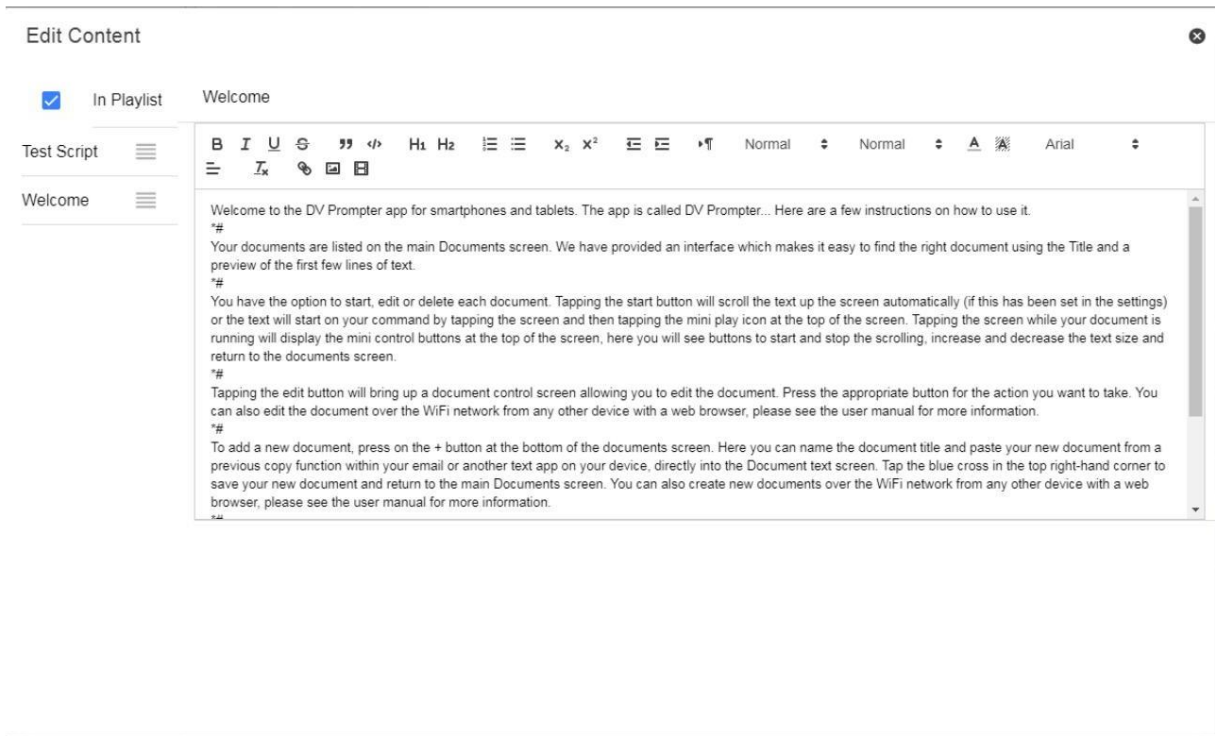 Edit Content
In Playlist
Welcome
Test Script
Welcome
B I U S ” </> H1 H2 X₂ X² ¶ Normal Normal A A Arial
Tx
Welcome to the DV Prompter app for smartphones and tablets. The app is called DV Prompter... Here are a few instructions on how to use it.
*#
Your documents are listed on the main Documents screen. We have provided an interface which makes it easy to find the right document using the Title and a
preview of the first few lines of text.
*#
You have the option to start, edit or delete each document. Tapping the start button will scroll the text up the screen automatically (if this has been set in the settings)
or the text will start on your command by tapping the screen and then tapping the mini play icon at the top of the screen. Tapping the screen while your document is
running will display the mini control buttons at the top of the screen, here you will see buttons to start and stop the scrolling, increase and decrease the text size and
return to the documents screen.
*#
Tapping the edit button will bring up a document control screen allowing you to edit the document. Press the appropriate button for the action you want to take. You
can also edit the document over the WiFi network from any other device with a web browser, please see the user manual for more information.
*#
To add a new document, press on the + button at the bottom of the documents screen. Here you can name the document title and paste your new document from a
previous copy function within your email or another text app on your device, directly into the Document text screen. Tap the blue cross in the top right-hand corner to
save your new document and return to the main Documents screen. You can also create new documents over the WiFi network from any other device with a web
browser, please see the user manual for more information.